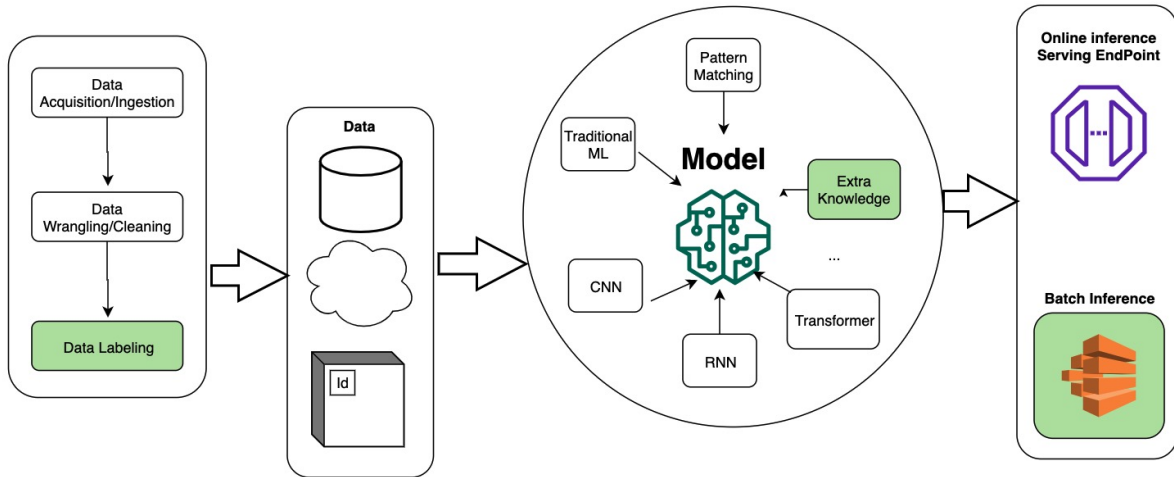 Data
Acquisition/Ingestion
Data
Wrangling/Cleaning
Data Labeling
Data
Id
Pattern
Matching
Traditional
ML
Model
Extra
Knowledge
...
CNN
Transformer
RNN
Online inference
Serving EndPoint
Batch Inference